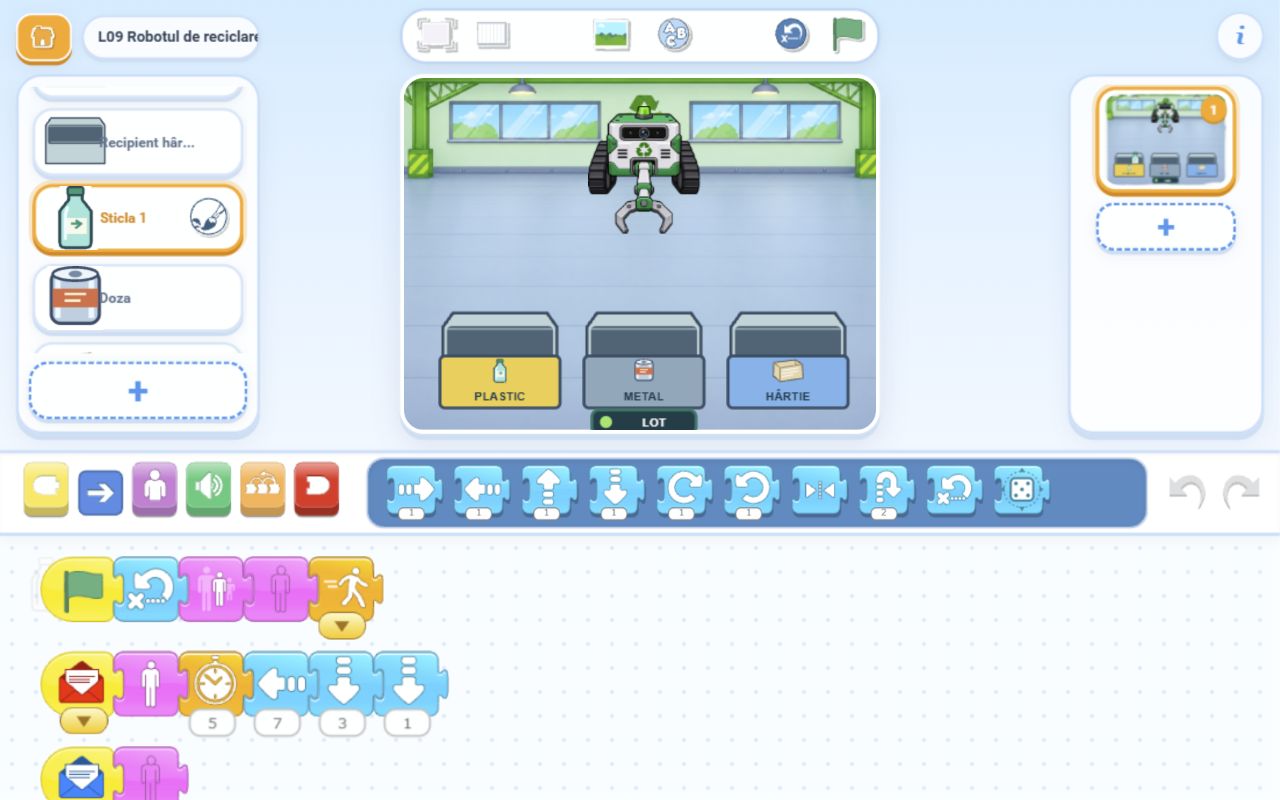 L09 Robotul de reciclare
A
B
C
x
i
Recipient hâr...
Sticla 1
Doza
+
PLASTIC
METAL
HÂRTIE
LOT
1
+
1
1
1
1
1
1
2
x
x
5
7
3
1